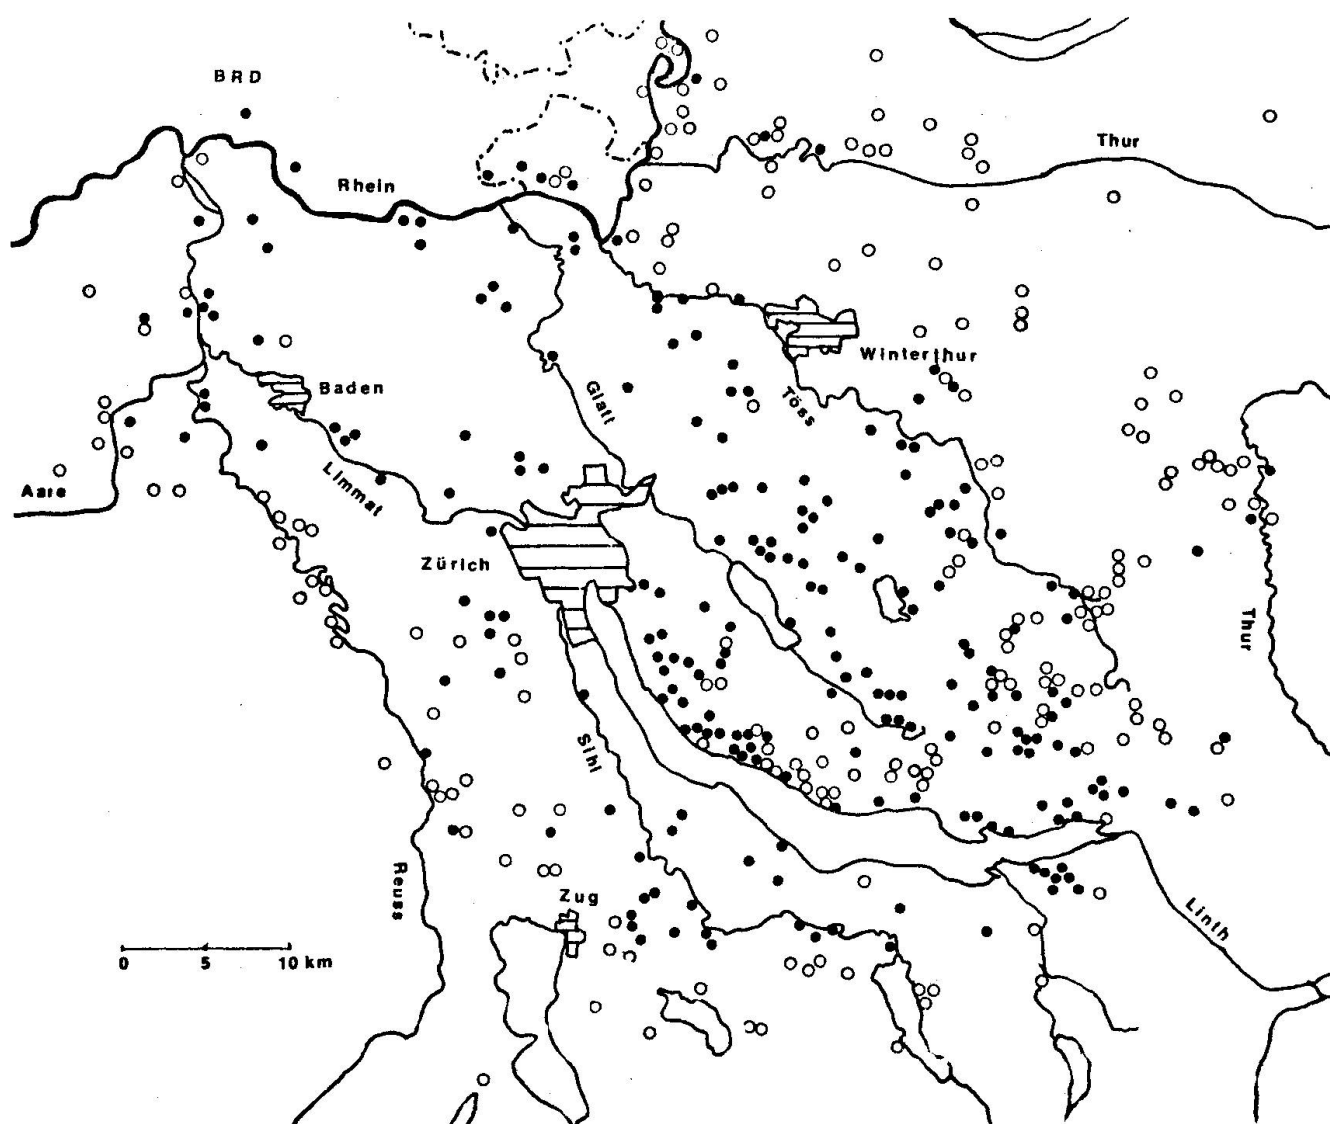 BRD
Thur
Rhein
Winterthur
Baden
Glatt
Töss
Limmat
Aare
Zürich
Thur
Sihl
Reuss
Zug
Linth
0 5 10 km